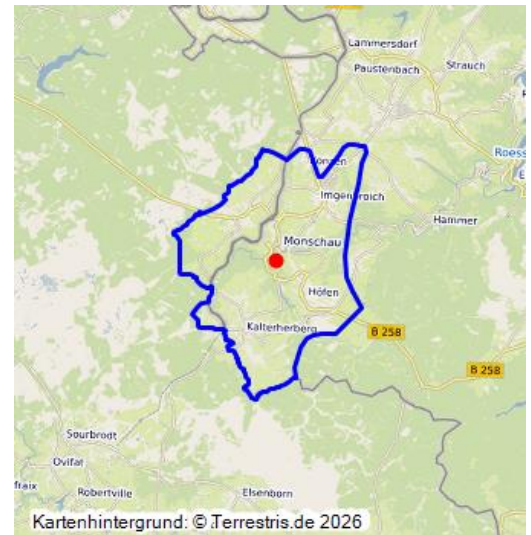 Lammersdorf
Strauch
Paustenbach
Roess
Imgenbroich
Hammer
Monschau
Höfen
Kalterherberg
B 258
B 258
Sourbrodt
Ovifat
Robertville
Elsenborn
Kartenhintergrund: © Terrestris.de 2026